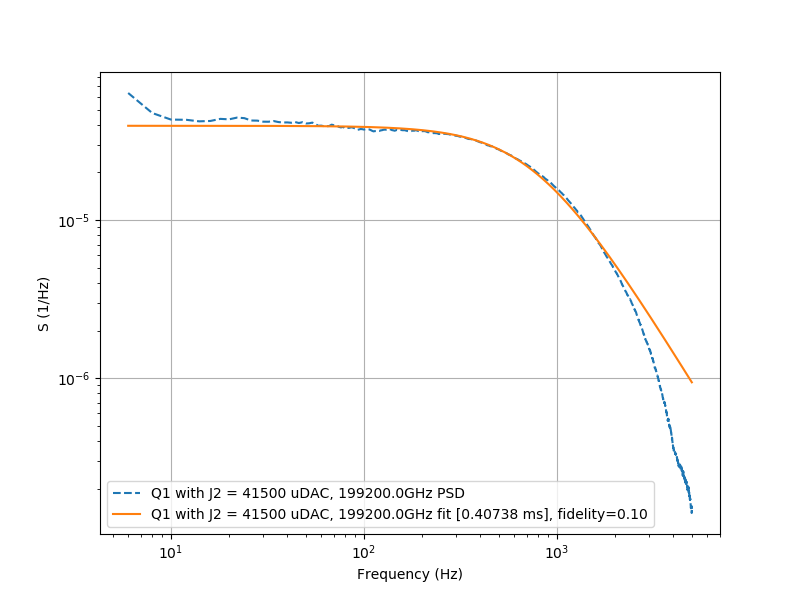 10⁻⁵
10⁻⁶
S (1/Hz)
Q1 with J2 = 41500 uDAC, 199200.0GHz PSD
Q1 with J2 = 41500 uDAC, 199200.0GHz fit [0.40738 ms], fidelity=0.10
10¹ 10² 10³
Frequency (Hz)